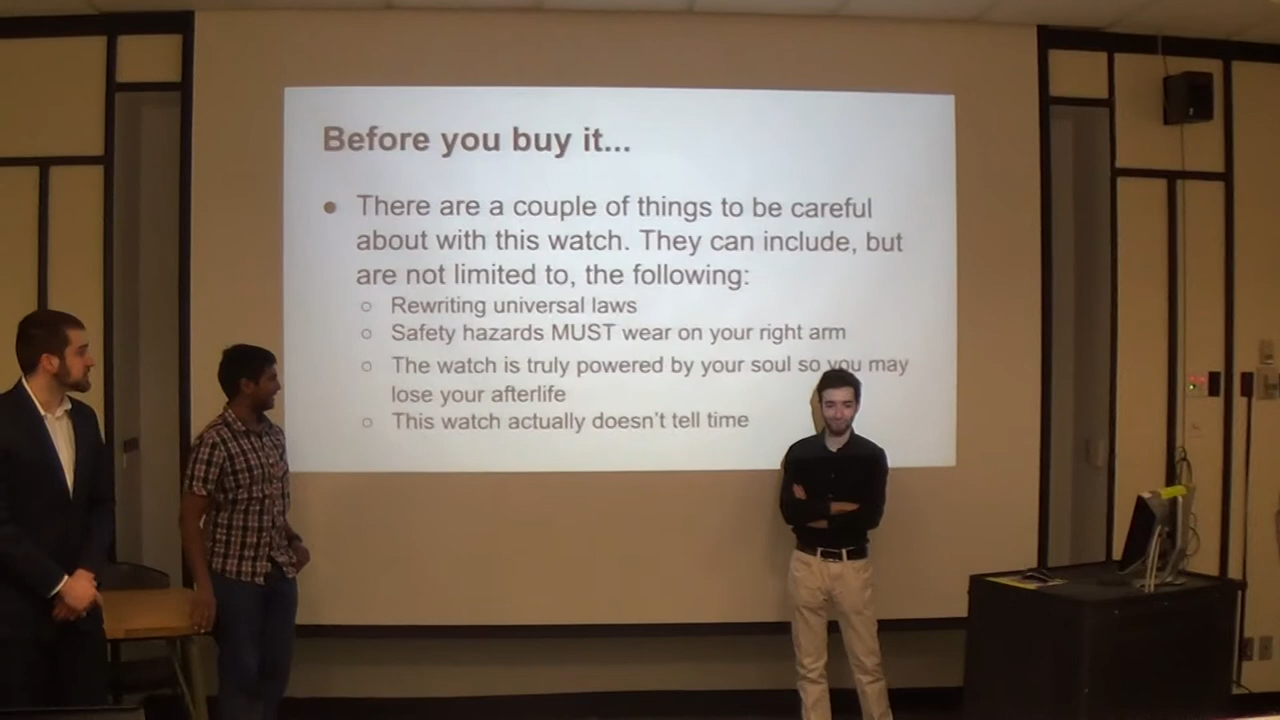 Before you buy it...
● There are a couple of things to be careful
about with this watch. They can include, but
are not limited to, the following:
○ Rewriting universal laws
○ Safety hazards MUST wear on your right arm
○ The watch is truly powered by your soul so you may
lose your afterlife
○ This watch actually doesn't tell time